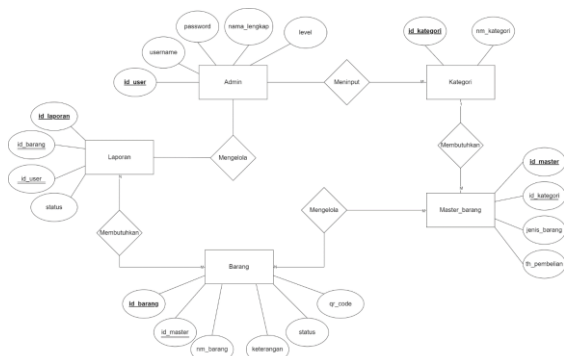 password
nama_lengkap
level
username
id_user
Admin
Meninput
id_kategori
nm_kategori
Kategori
id_laporan
id_barang
id_user
status
Laporan
Mengelola
Membutuhkan
id_master
id_kategori
jenis_barang
th_pembelian
Master_barang
Mengelola
Membutuhkan
Barang
id_barang
id_master
nm_barang
keterangan
status
qr_code